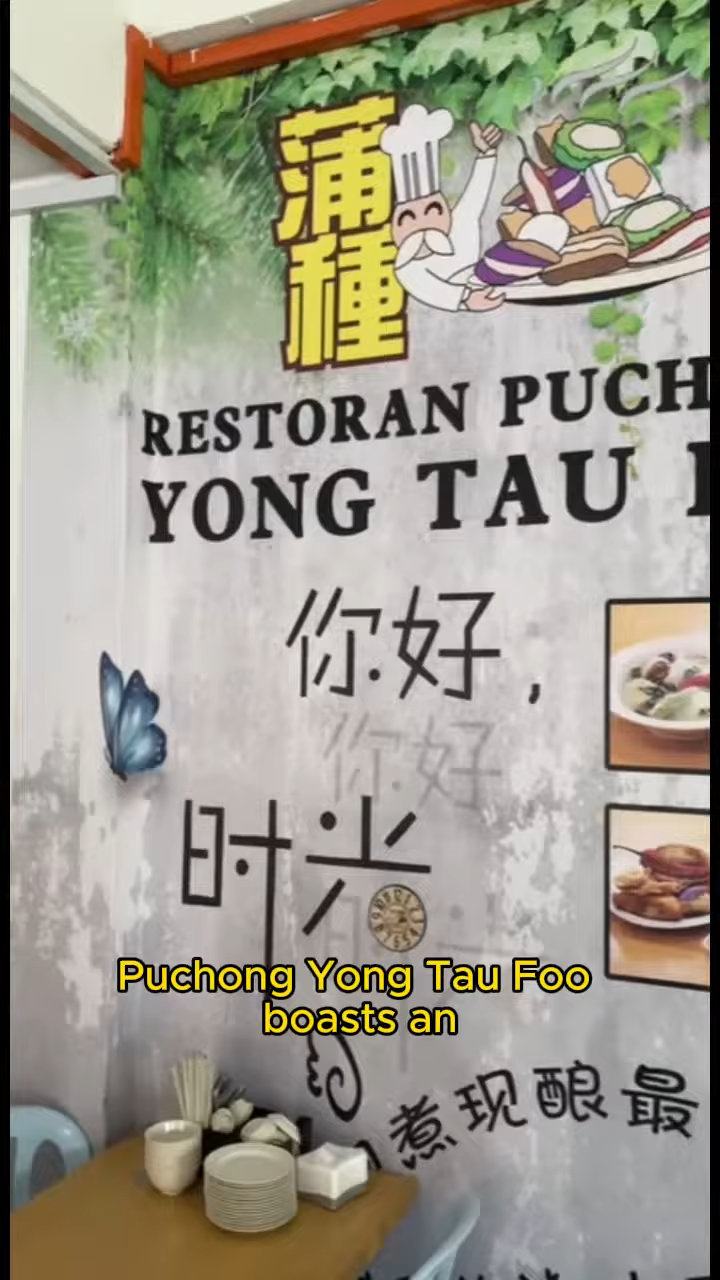 蒲
種
RESTORAN PUCH
YONG TAU
你好,
你好
时光
Puchong Yong Tau Foo
boasts an
煮现酿最